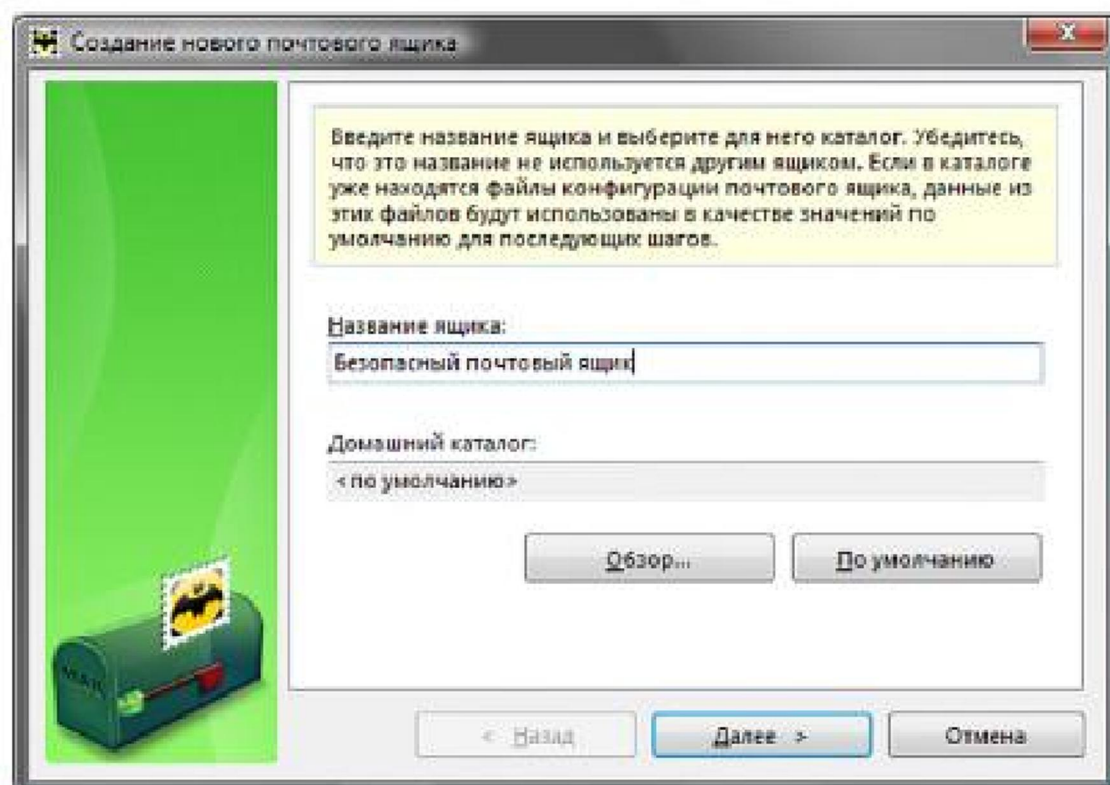 Создание нового почтового ящика
Введите название ящика и выберите для него каталог. Убедитесь,
что это название не используется другим ящиком. Если в каталоге
уже находятся файлы конфигурации почтового ящика, данные из
этих файлов будут использованы в качестве значений по
умолчанию для последующих шагов.
Название ящика:
Безопасный почтовый ящик
Домашний каталог:
<по умолчанию>
Обзор...
По умолчанию
MAIL
< Назад
Далее >
Отмена